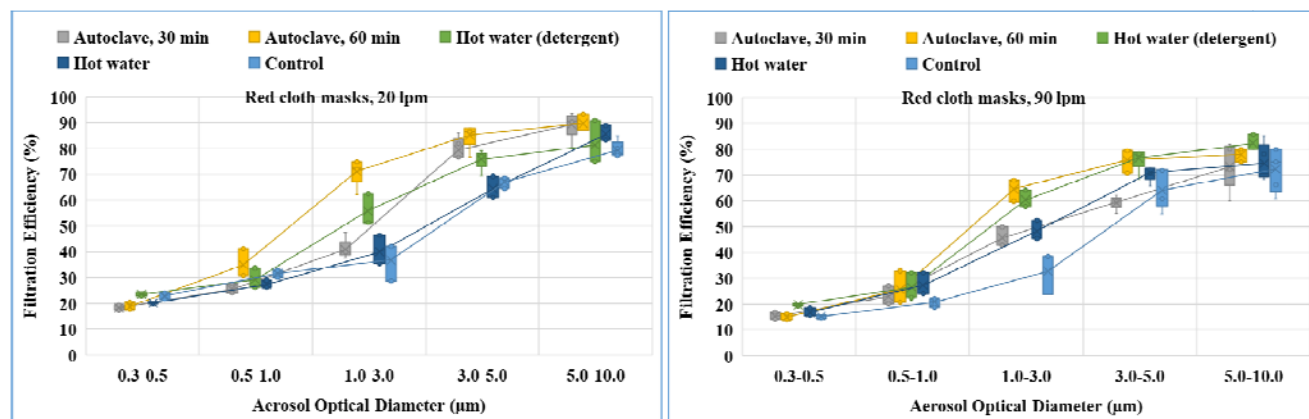 Autoclave, 30 min Autoclave, 60 min Hot water (detergent)
Hot water Control
Red cloth masks, 20 lpm
Filtration Efficiency (%)
100
90
80
70
60
50
40
30
20
10
0
0.3-0.5 0.5-1.0 1.0-3.0 3.0-5.0 5.0-10.0
Aerosol Optical Diameter (µm)
Autoclave, 30 min Autoclave, 60 min Hot water (detergent)
Hot water Control
Red cloth masks, 90 lpm
Filtration Efficiency (%)
100
90
80
70
60
50
40
30
20
10
0
0.3-0.5 0.5-1.0 1.0-3.0 3.0-5.0 5.0-10.0
Aerosol Optical Diameter (µm)